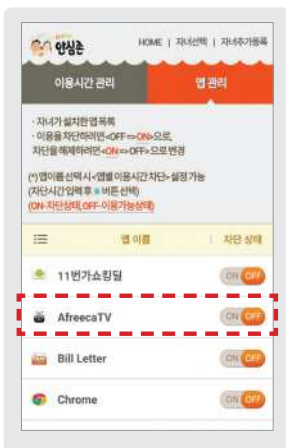 안심존 HOME | 자녀선택 | 자녀추가등록
이용시간 관리 앱 관리
· 자녀가 설치한 앱 목록
· 이용을 차단하려면 <OFF => ON>으로,
차단을 해제하려면 <ON => OFF>으로 변경
(*) 앱이름 선택 시 <앱별 이용시간 차단> 설정 가능
(차단시간 입력 후 버튼 선택)
(ON-차단상태, OFF-이용가능상태)
앱 이름 | 차단 상태
11번가쇼킹딜 ON OFF
AfreecaTV ON OFF
Bill Letter ON OFF
Chrome ON OFF